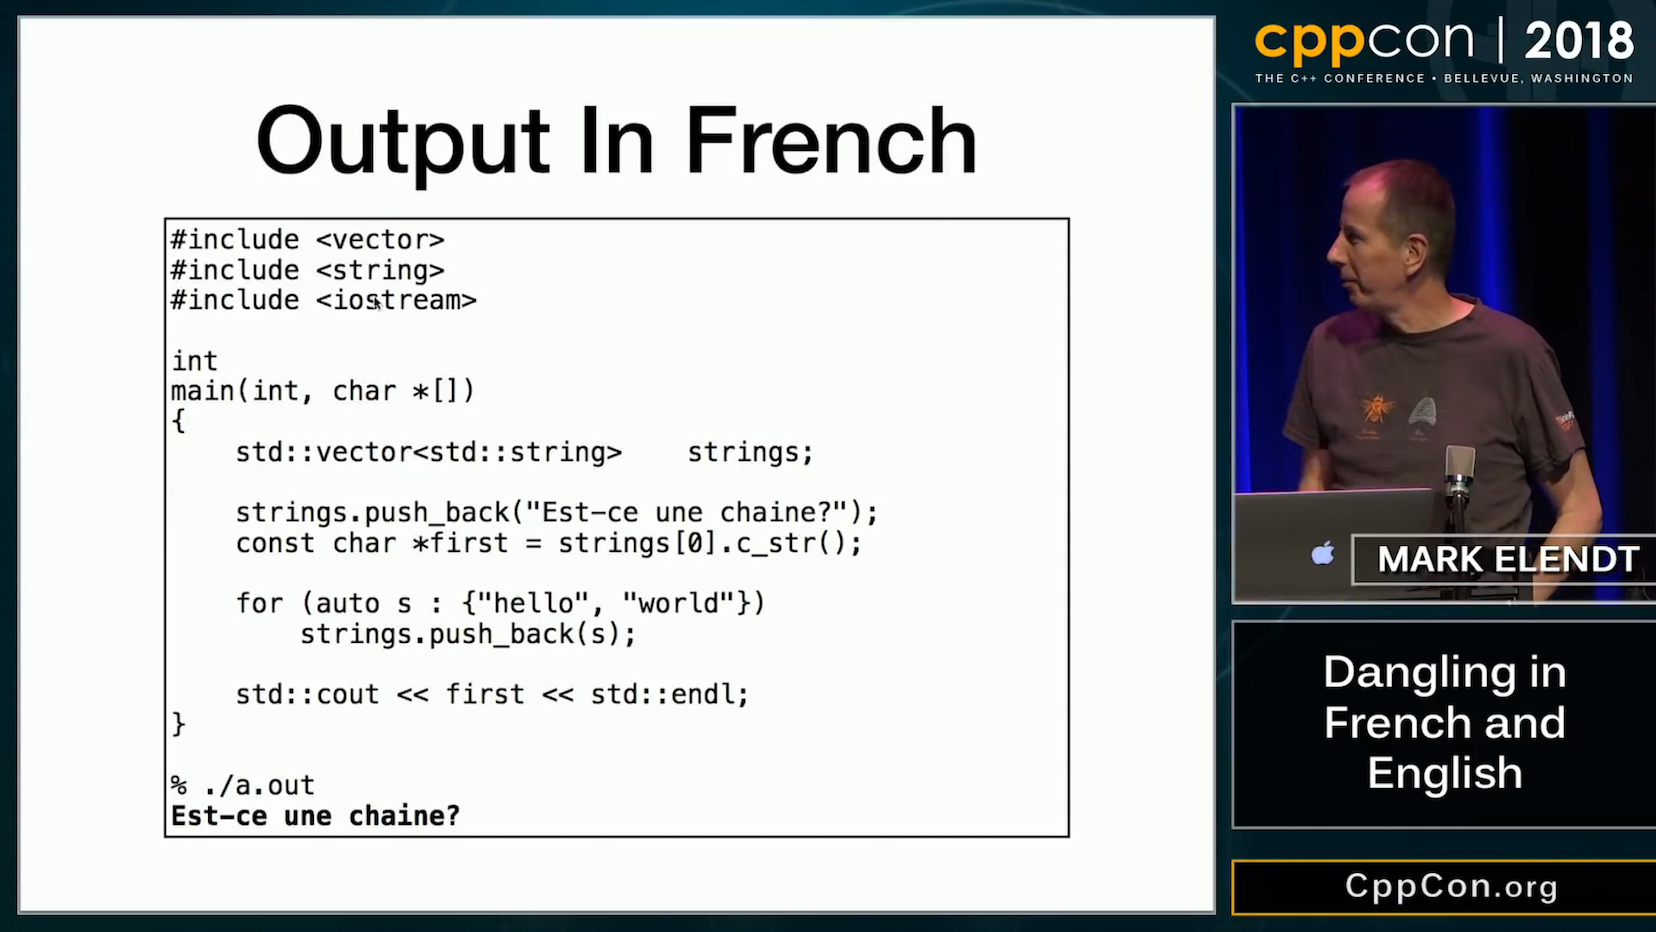 Output In French
#include <vector>
#include <string>
#include <iostream>
int
main(int, char *[])
{
std::vector<std::string>    strings;
strings.push_back("Est-ce une chaine?");
const char *first = strings[0].c_str();
for (auto s : {"hello", "world"})
strings.push_back(s);
std::cout << first << std::endl;
}
% ./a.out
Est-ce une chaine?
cppcon | 2018
THE C++ CONFERENCE • BELLEVUE, WASHINGTON
MARK ELENDT
Dangling in
French and
English
CppCon.org